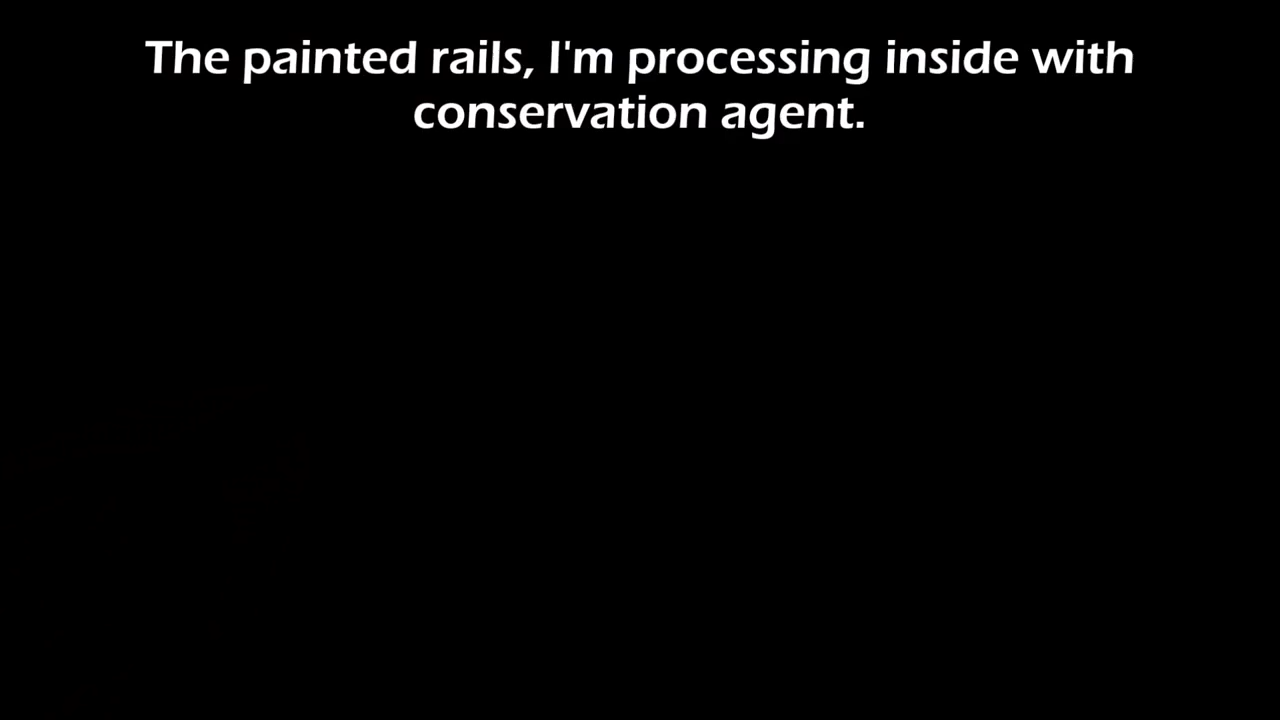 The painted rails, I'm processing inside with
conservation agent.